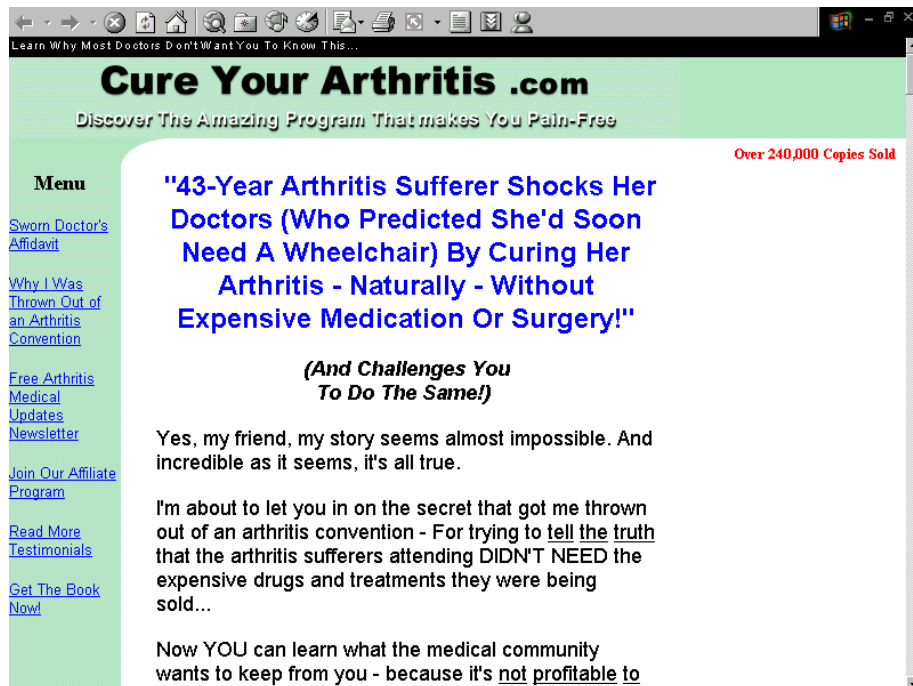 Learn Why Most Doctors Don't Want You To Know This...
Cure Your Arthritis .com
Discover The Amazing Program That makes You Pain-Free
Over 240,000 Copies Sold
Menu
Sworn Doctor's
Affidavit
Why I Was
Thrown Out of
an Arthritis
Convention
Free Arthritis
Medical
Updates
Newsletter
Join Our Affiliate
Program
Read More
Testimonials
Get The Book
Now!
"43-Year Arthritis Sufferer Shocks Her
Doctors (Who Predicted She'd Soon
Need A Wheelchair) By Curing Her
Arthritis - Naturally - Without
Expensive Medication Or Surgery!"
(And Challenges You
To Do The Same!)
Yes, my friend, my story seems almost impossible. And
incredible as it seems, it's all true.
I'm about to let you in on the secret that got me thrown
out of an arthritis convention - For trying to tell the truth
that the arthritis sufferers attending DIDN'T NEED the
expensive drugs and treatments they were being
sold...
Now YOU can learn what the medical community
wants to keep from you - because it's not profitable to